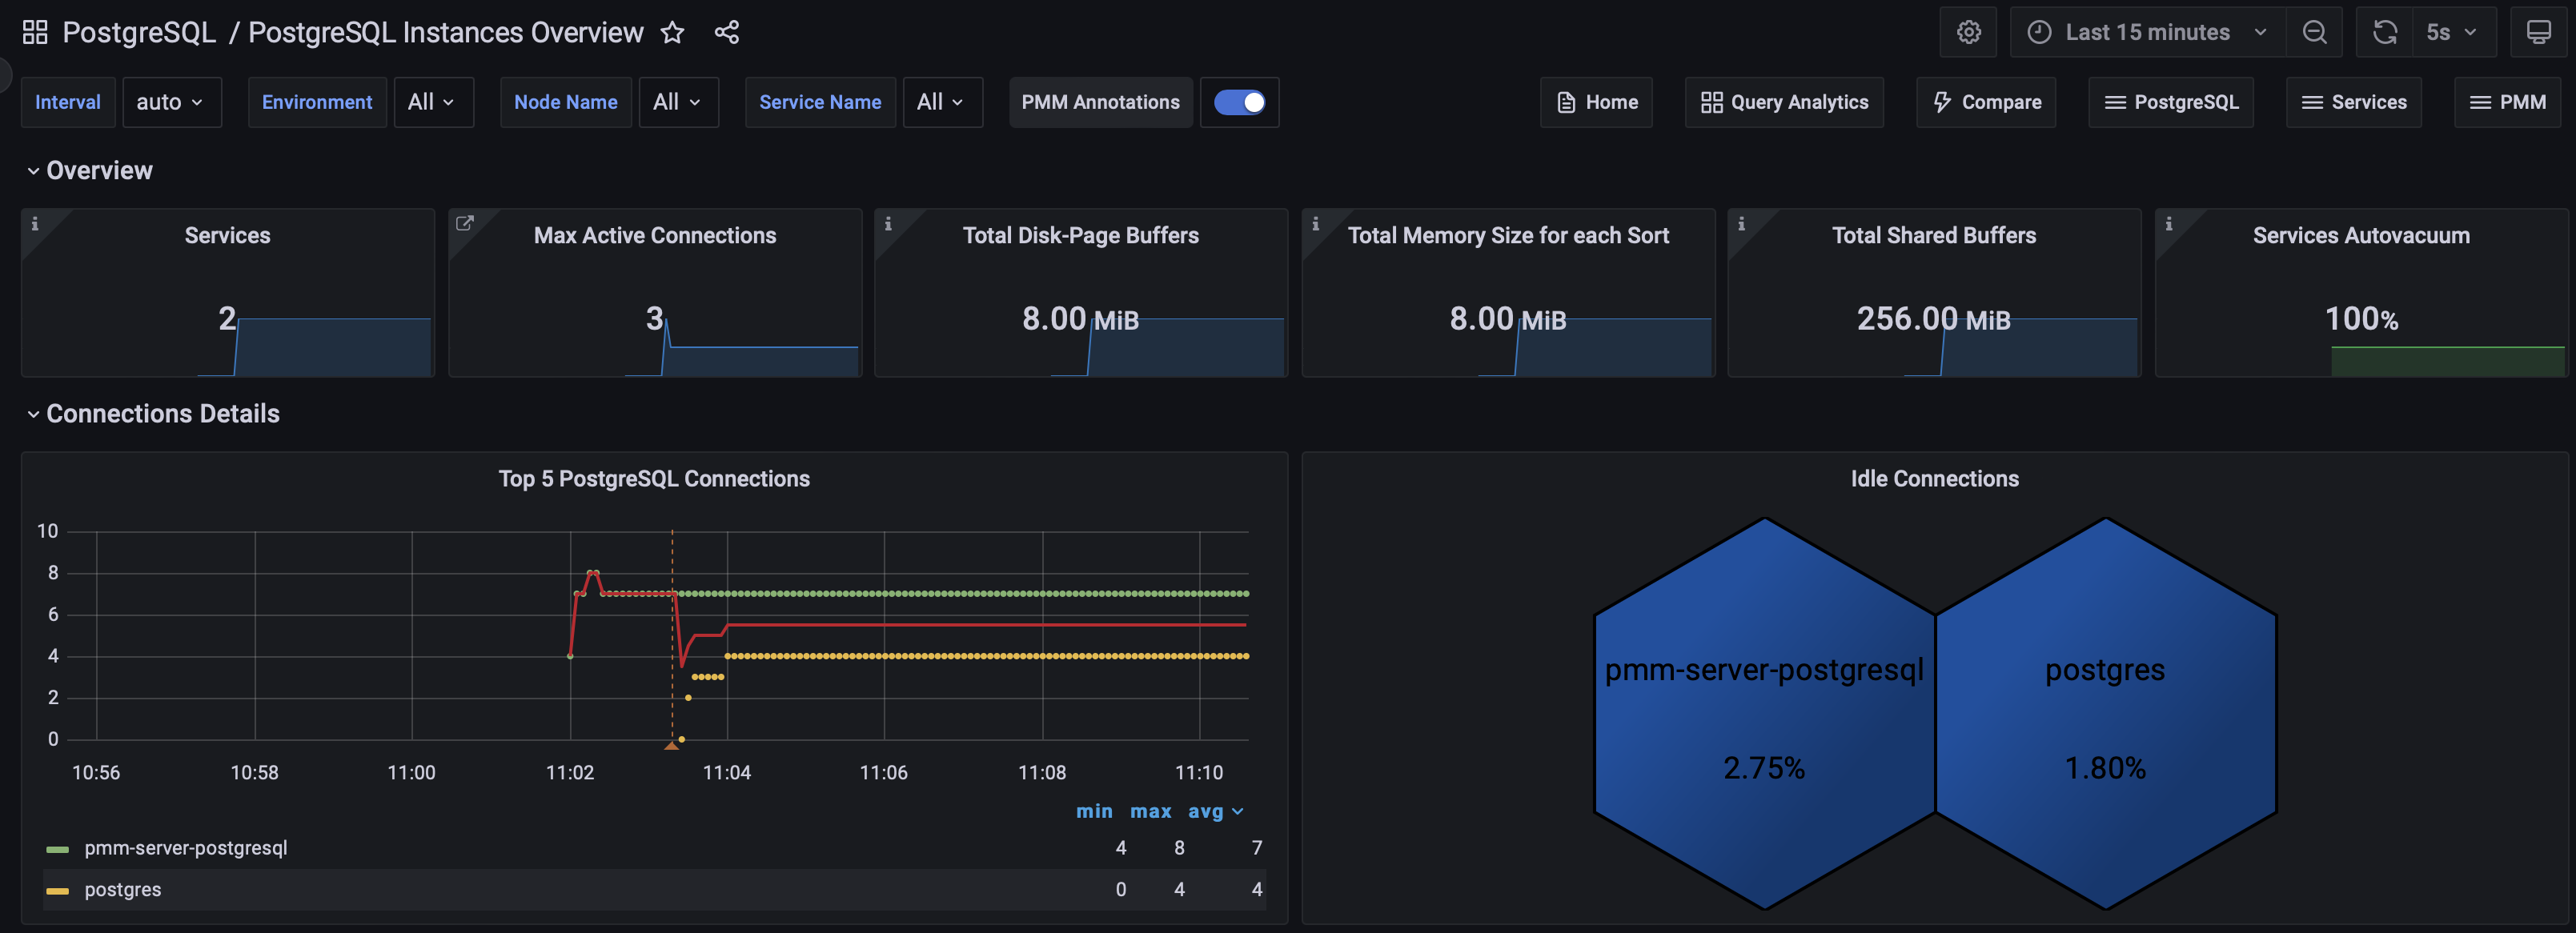 PostgreSQL / PostgreSQL Instances Overview
Last 15 minutes
5s
Interval auto Environment All Node Name All Service Name All PMM Annotations Home Query Analytics Compare PostgreSQL Services PMM
Overview
Services
2
Max Active Connections
3
Total Disk-Page Buffers
8.00 MiB
Total Memory Size for each Sort
8.00 MiB
Total Shared Buffers
256.00 MiB
Services Autovacuum
100%
Connections Details
Top 5 PostgreSQL Connections
10
8
6
4
2
0
10:56 10:58 11:00 11:02 11:04 11:06 11:08 11:10
min max avg
pmm-server-postgresql 4 8 7
postgres 0 4 4
Idle Connections
pmm-server-postgresql
2.75%
postgres
1.80%